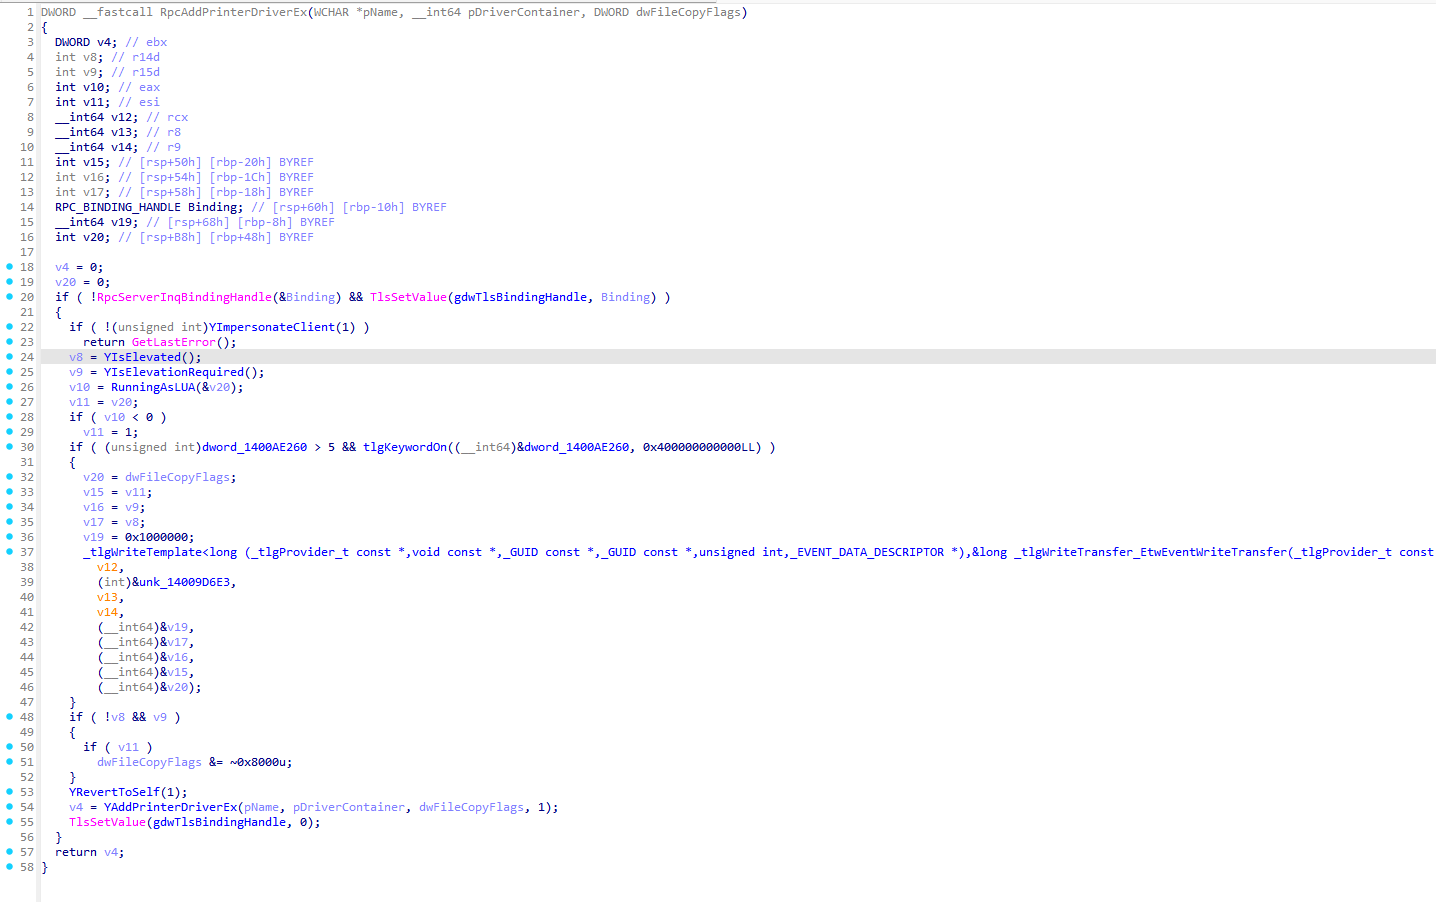 1 DWORD __fastcall RpcAddPrinterDriverEx(WCHAR *pName, __int64 pDriverContainer, DWORD dwFileCopyFlags)
2 {
3 DWORD v4; // ebx
4 int v8; // r14d
5 int v9; // r15d
6 int v10; // eax
7 int v11; // esi
8 __int64 v12; // rcx
9 __int64 v13; // r8
10 __int64 v14; // r9
11 int v15; // [rsp+50h] [rbp-20h] BYREF
12 int v16; // [rsp+54h] [rbp-1Ch] BYREF
13 int v17; // [rsp+58h] [rbp-18h] BYREF
14 RPC_BINDING_HANDLE Binding; // [rsp+60h] [rbp-10h] BYREF
15 __int64 v19; // [rsp+68h] [rbp-8h] BYREF
16 int v20; // [rsp+B8h] [rbp+48h] BYREF
17
18 v4 = 0;
19 v20 = 0;
20 if ( !RpcServerInqBindingHandle(&Binding) && TlsSetValue(gdwTlsBindingHandle, Binding) )
21 {
22 if ( !(unsigned int)YImpersonateClient(1) )
23 return GetLastError();
24 v8 = YIsElevated();
25 v9 = YIsElevationRequired();
26 v10 = RunningAsLUA(&v20);
27 v11 = v20;
28 if ( v10 < 0 )
29 v11 = 1;
30 if ( (unsigned int)dword_1400AE260 > 5 && tlgKeywordOn((__int64)&dword_1400AE260, 0x400000000000LL) )
31 {
32 v20 = dwFileCopyFlags;
33 v15 = v11;
34 v16 = v9;
35 v17 = v8;
36 v19 = 0x1000000;
37 _tlgWriteTemplate<long (_tlgProvider_t const *,void const *,_GUID const *,_GUID const *,unsigned int,_EVENT_DATA_DESCRIPTOR *),&long _tlgWriteTransfer_EtwEventWriteTransfer(_tlgProvider_t const
38 v12,
39 (int)&unk_14009D6E3,
40 v13,
41 v14,
42 (__int64)&v19,
43 (__int64)&v17,
44 (__int64)&v16,
45 (__int64)&v15,
46 (__int64)&v20);
47 }
48 if ( !v8 && v9 )
49 {
50 if ( v11 )
51 dwFileCopyFlags &= ~0x8000u;
52 }
53 YRevertToSelf(1);
54 v4 = YAddPrinterDriverEx(pName, pDriverContainer, dwFileCopyFlags, 1);
55 TlsSetValue(gdwTlsBindingHandle, 0);
56 }
57 return v4;
58 }